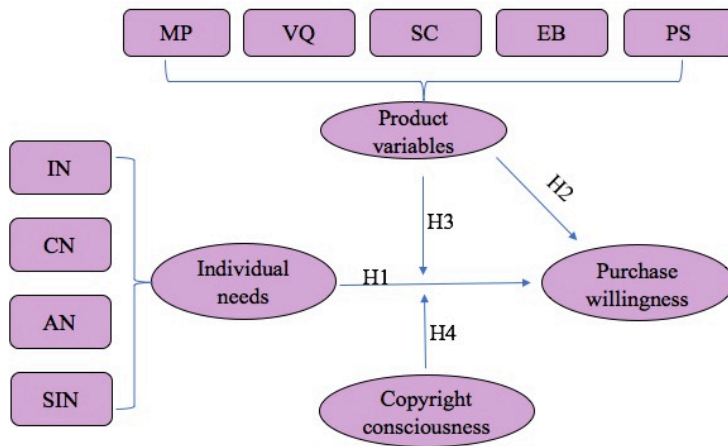 MP
VQ
SC
EB
PS
Product
variables
IN
CN
AN
SIN
H3
H2
Individual
needs
H1
Purchase
willingness
H4
Copyright
consciousness